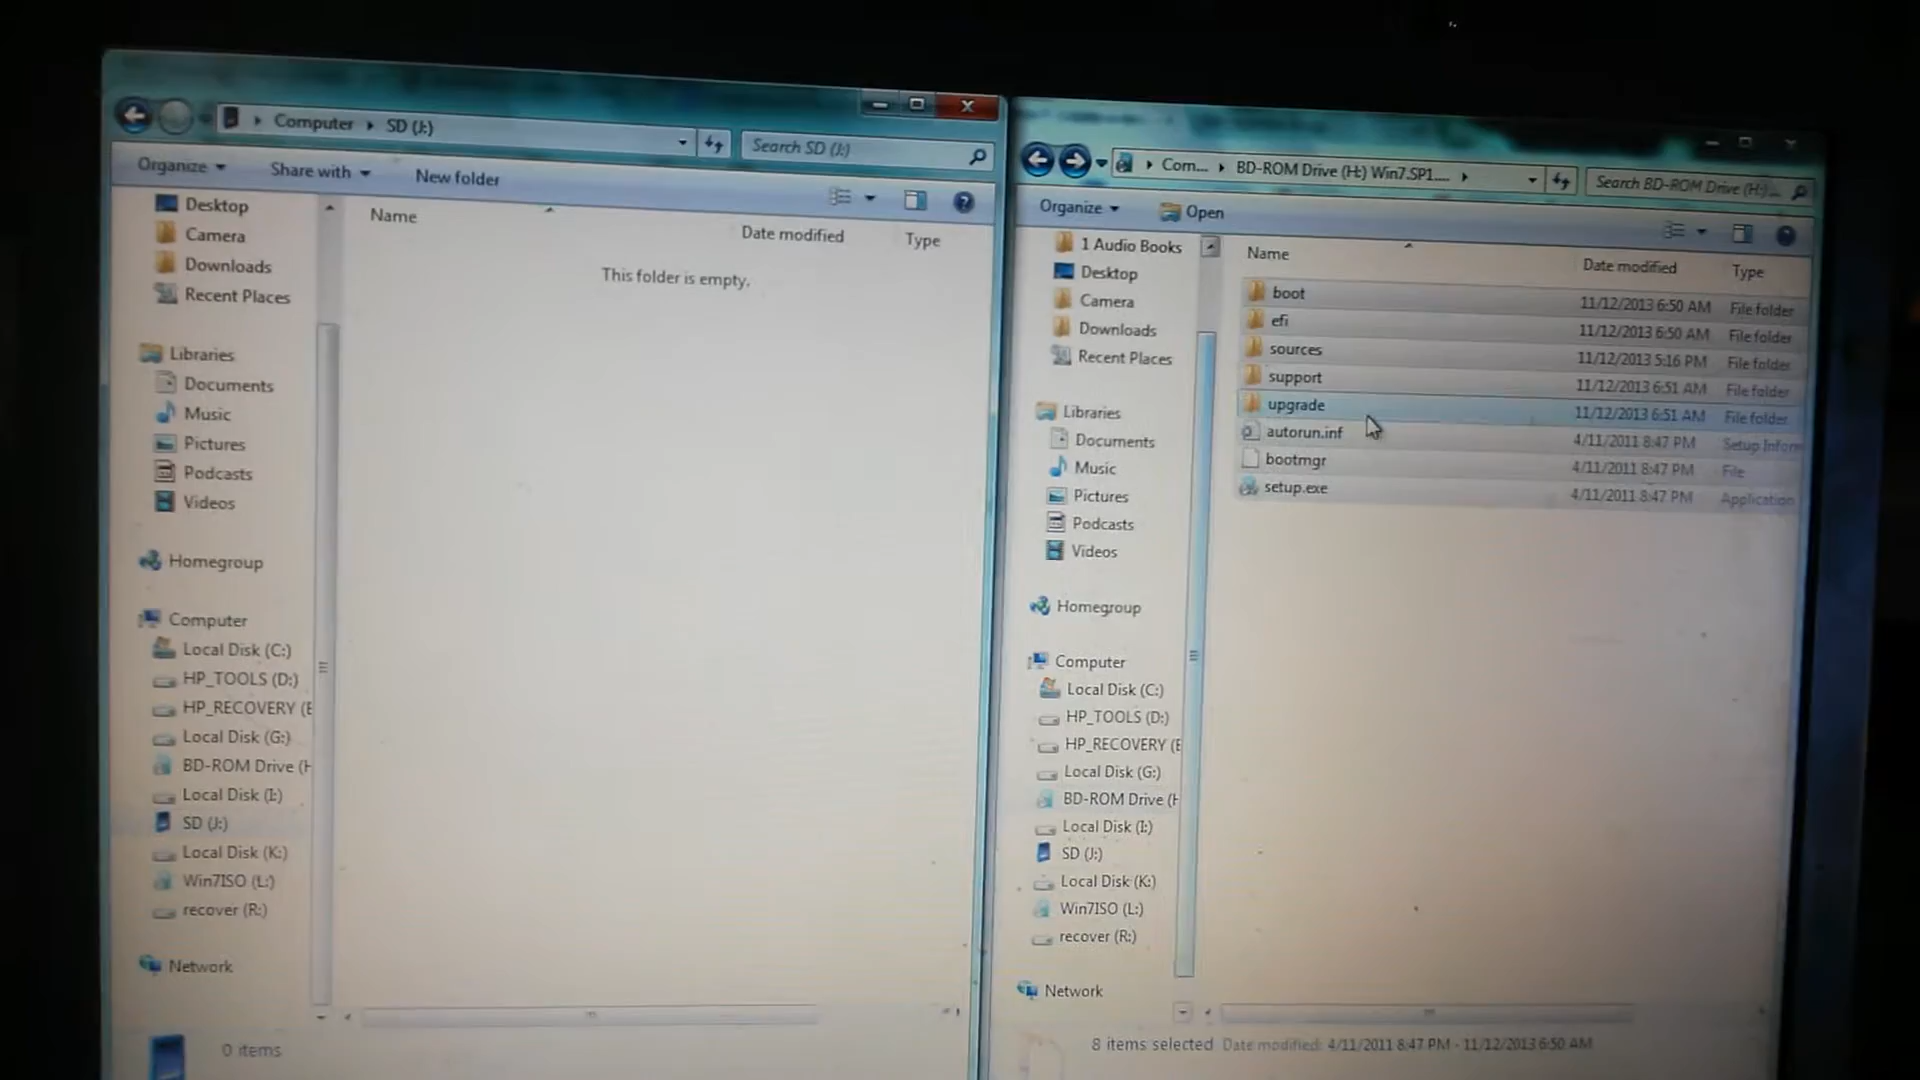 Computer ▸ SD (J:)
Search SD (J:)
Organize
Share with
New folder
Desktop
Camera
Downloads
Recent Places
Libraries
Documents
Music
Pictures
Podcasts
Videos
Homegroup
Computer
Local Disk (C:)
HP_TOOLS (D:)
HP_RECOVERY (E
Local Disk (G:)
BD-ROM Drive (H
Local Disk (I:)
SD (J:)
Local Disk (K:)
Win7ISO (L:)
recover (R:)
Network
Name
Date modified
Type
This folder is empty.
0 items
Com... ▸ BD-ROM Drive (H:) Win7.SP1.... ▸
Search BD-ROM Drive (H:)...
Organize
Open
1 Audio Books
Desktop
Camera
Downloads
Recent Places
Libraries
Documents
Music
Pictures
Podcasts
Videos
Homegroup
Computer
Local Disk (C:)
HP_TOOLS (D:)
HP_RECOVERY (E
Local Disk (G:)
BD-ROM Drive (H
Local Disk (I:)
SD (J:)
Local Disk (K:)
Win7ISO (L:)
recover (R:)
Network
Name Date modified Type
boot 11/12/2013 6:50 AM File folder
efi 11/12/2013 6:50 AM File folder
sources 11/12/2013 5:16 PM File folder
support 11/12/2013 6:51 AM File folder
upgrade 11/12/2013 6:51 AM File folder
autorun.inf 4/11/2011 8:47 PM Setup Inform
bootmgr 4/11/2011 8:47 PM File
setup.exe 4/11/2011 8:47 PM Application
8 items selected Date modified: 4/11/2011 8:47 PM - 11/12/2013 6:50 AM